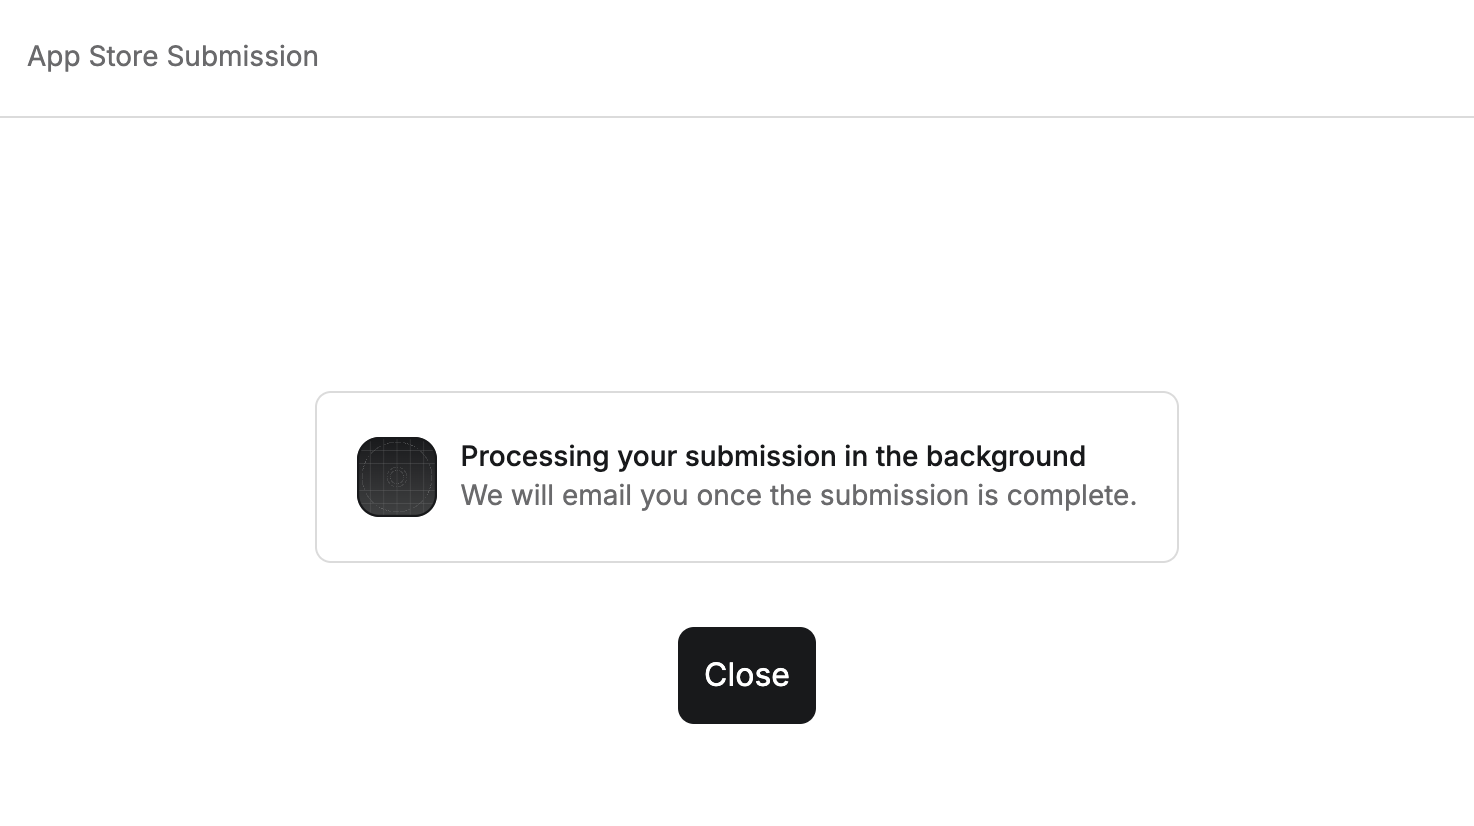 App Store Submission
Processing your submission in the background
We will email you once the submission is complete.
Close